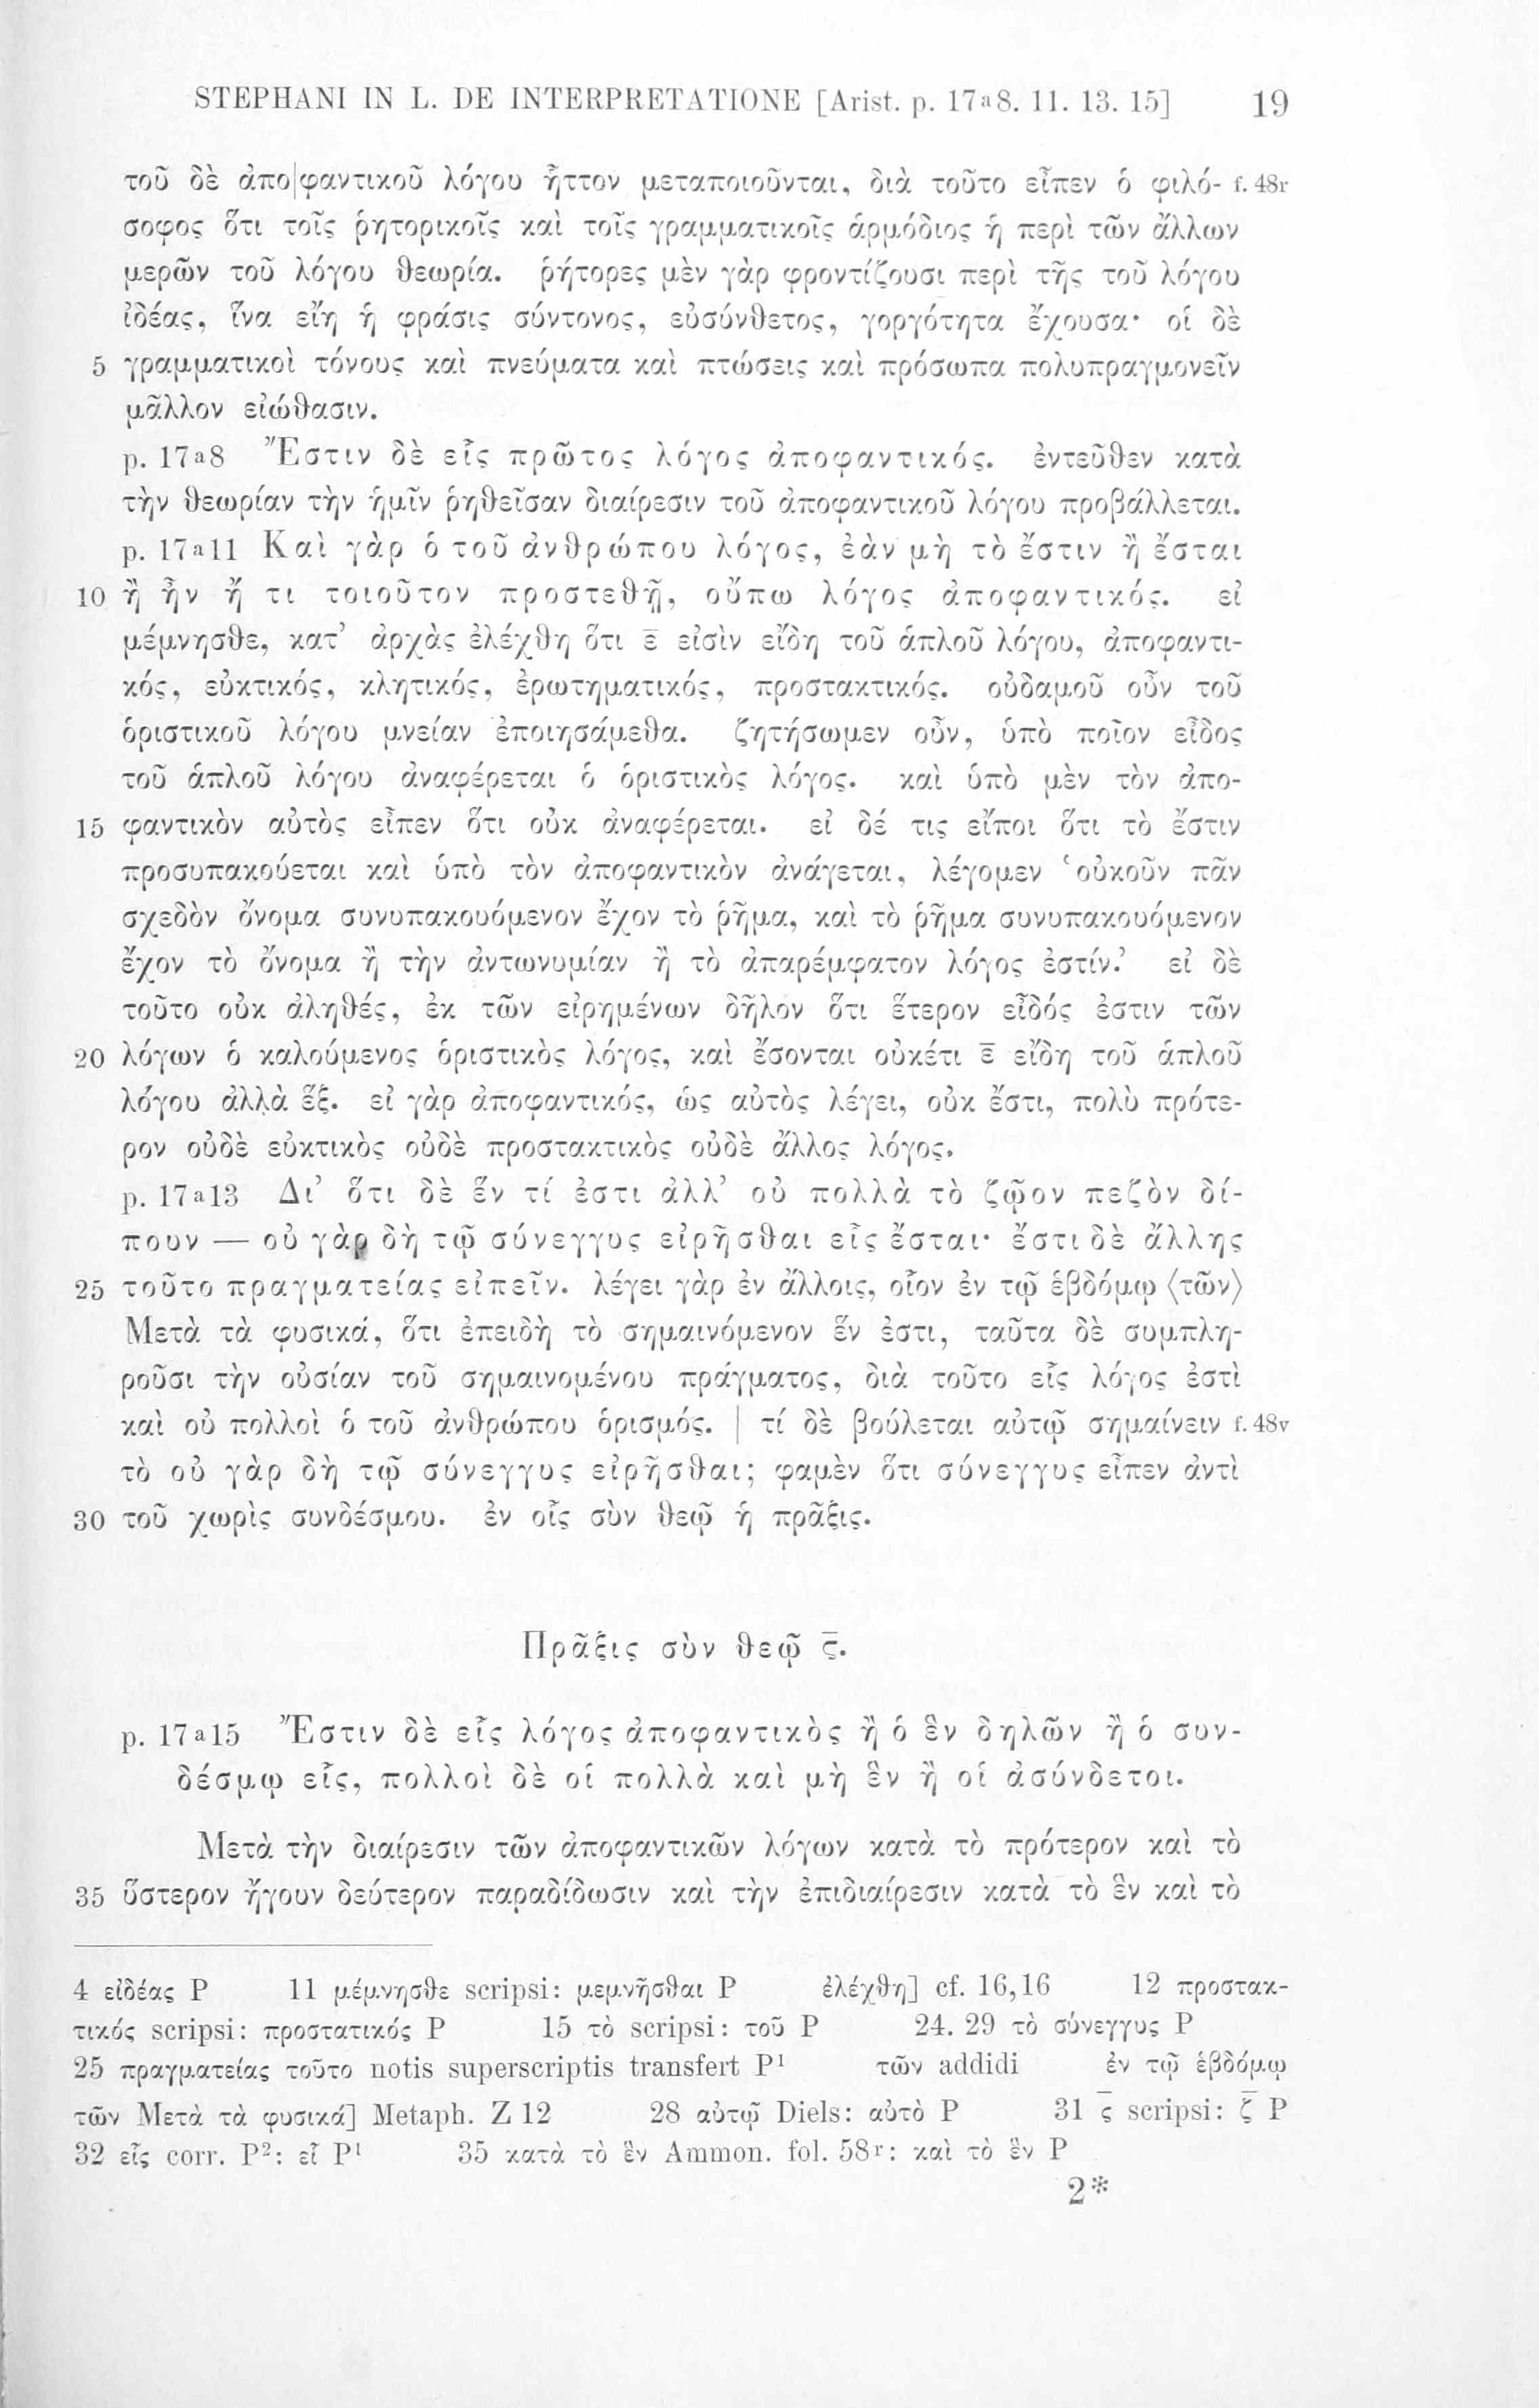 STEPHANI IN L. DE INTERPRETATIONE [Arist. p. 17a8. 11. 13. 15] 19
τοῦ δὲ ἀπο|φαντικοῦ λόγου ἧττον μεταποιοῦνται, διὰ τοῦτο εἶπεν ὁ φιλό- f. 48r
σοφος ὅτι τοῖς ῥητορικοῖς καὶ τοῖς γραμματικοῖς ἁρμόδιος ἡ περὶ τῶν ἄλλων
μερῶν τοῦ λόγου θεωρία. ῥήτορες μὲν γὰρ φροντίζουσι περὶ τῆς τοῦ λόγου
ἰδέας, ἵνα εἴη ἡ φράσις σύντονος, εὐσύνθετος, γοργότητα ἔχουσα· οἱ δὲ
5 γραμματικοὶ τόνους καὶ πνεύματα καὶ πτώσεις καὶ πρόσωπα πολυπραγμονεῖν
μᾶλλον εἰώθασιν.
p. 17a8 Ἔστιν δὲ εἷς πρῶτος λόγος ἀποφαντικός. ἐντεῦθεν κατὰ
τὴν θεωρίαν τὴν ἡμῖν ῥηθεῖσαν διαίρεσιν τοῦ ἀποφαντικοῦ λόγου προβάλλεται.
p. 17a11 Καὶ γὰρ ὁ τοῦ ἀνθρώπου λόγος, ἐὰν μὴ τὸ ἔστιν ἢ ἔσται
10 ἢ ἦν ἤ τι τοιοῦτον προστεθῇ, οὔπω λόγος ἀποφαντικός. εἰ
μέμνησθε, κατ’ ἀρχὰς ἐλέχθη ὅτι ε̄ εἰσὶν εἴδη τοῦ ἁπλοῦ λόγου, ἀποφαντι-
κός, εὐκτικός, κλητικός, ἐρωτηματικός, προστακτικός. οὐδαμοῦ οὖν τοῦ
ὁριστικοῦ λόγου μνείαν ἐποιησάμεθα. ζητήσωμεν οὖν, ὑπὸ ποῖον εἶδος
τοῦ ἁπλοῦ λόγου ἀναφέρεται ὁ ὁριστικὸς λόγος. καὶ ὑπὸ μὲν τὸν ἀπο-
15 φαντικὸν αὐτὸς εἶπεν ὅτι οὐκ ἀναφέρεται. εἰ δέ τις εἴποι ὅτι τὸ ἔστιν
προσυπακούεται καὶ ὑπὸ τὸν ἀποφαντικὸν ἀνάγεται, λέγομεν ‘οὐκοῦν πᾶν
σχεδὸν ὄνομα συνυπακουόμενον ἔχον τὸ ῥῆμα, καὶ τὸ ῥῆμα συνυπακουόμενον
ἔχον τὸ ὄνομα ἢ τὴν ἀντωνυμίαν ἢ τὸ ἀπαρέμφατον λόγος ἐστίν.’ εἰ δὲ
τοῦτο οὐκ ἀληθές, ἐκ τῶν εἰρημένων δῆλον ὅτι ἕτερον εἶδός ἐστιν τῶν
20 λόγων ὁ καλούμενος ὁριστικὸς λόγος, καὶ ἔσονται οὐκέτι ε̄ εἴδη τοῦ ἁπλοῦ
λόγου ἀλλὰ ἕξ. εἰ γὰρ ἀποφαντικός, ὡς αὐτὸς λέγει, οὐκ ἔστι, πολὺ πρότε-
ρον οὐδὲ εὐκτικὸς οὐδὲ προστακτικὸς οὐδὲ ἄλλος λόγος.
p. 17a13 Δι’ ὅτι δὲ ἕν τί ἐστι ἀλλ’ οὐ πολλὰ τὸ ζῷον πεζὸν δί-
πουν — οὐ γὰρ δὴ τῷ σύνεγγυς εἰρῆσθαι εἷς ἔσται· ἔστι δὲ ἄλλης
25 τοῦτο πραγματείας εἰπεῖν. λέγει γὰρ ἐν ἄλλοις, οἷον ἐν τῷ ἑβδόμῳ ⟨τῶν⟩
Μετὰ τὰ φυσικά, ὅτι ἐπειδὴ τὸ σημαινόμενον ἕν ἐστι, ταῦτα δὲ συμπλη-
ροῦσι τὴν οὐσίαν τοῦ σημαινομένου πράγματος, διὰ τοῦτο εἷς λόγος ἐστὶ
καὶ οὐ πολλοὶ ὁ τοῦ ἀνθρώπου ὁρισμός. | τί δὲ βούλεται αὐτῷ σημαίνειν f. 48v
τὸ οὐ γὰρ δὴ τῷ σύνεγγυς εἰρῆσθαι; φαμὲν ὅτι σύνεγγυς εἶπεν ἀντὶ
30 τοῦ χωρὶς συνδέσμου. ἐν οἷς σὺν θεῷ ἡ πρᾶξις.
Πρᾶξις σὺν θεῷ ς̄.
p. 17a15 Ἔστιν δὲ εἷς λόγος ἀποφαντικὸς ἢ ὁ ἓν δηλῶν ἢ ὁ συν-
δέσμῳ εἷς, πολλοὶ δὲ οἱ πολλὰ καὶ μὴ ἓν ἢ οἱ ἀσύνδετοι.
Μετὰ τὴν διαίρεσιν τῶν ἀποφαντικῶν λόγων κατὰ τὸ πρότερον καὶ τὸ
35 ὕστερον ἤγουν δεύτερον παραδίδωσιν καὶ τὴν ἐπιδιαίρεσιν κατὰ τὸ ἓν καὶ τὸ
4 εἰδέας P 11 μέμνησθε scripsi: μεμνῆσθαι P ἐλέχθη] cf. 16,16 12 προστακ-
τικός scripsi: προστατικός P 15 τὸ scripsi: τοῦ P 24. 29 τὸ σύνεγγυς P
25 πραγματείας τοῦτο notis superscriptis transfert P¹ τῶν addidi ἐν τῷ ἑβδόμῳ
τῶν Μετὰ τὰ φυσικά] Metaph. Z 12 28 αὐτῷ Diels: αὐτὸ P 31 ς̄ scripsi: ζ̄ P
32 εἷς corr. P²: εἶ P¹ 35 κατὰ τὸ ἓν Ammon. fol. 58r: καὶ τὸ ἓν P
2*